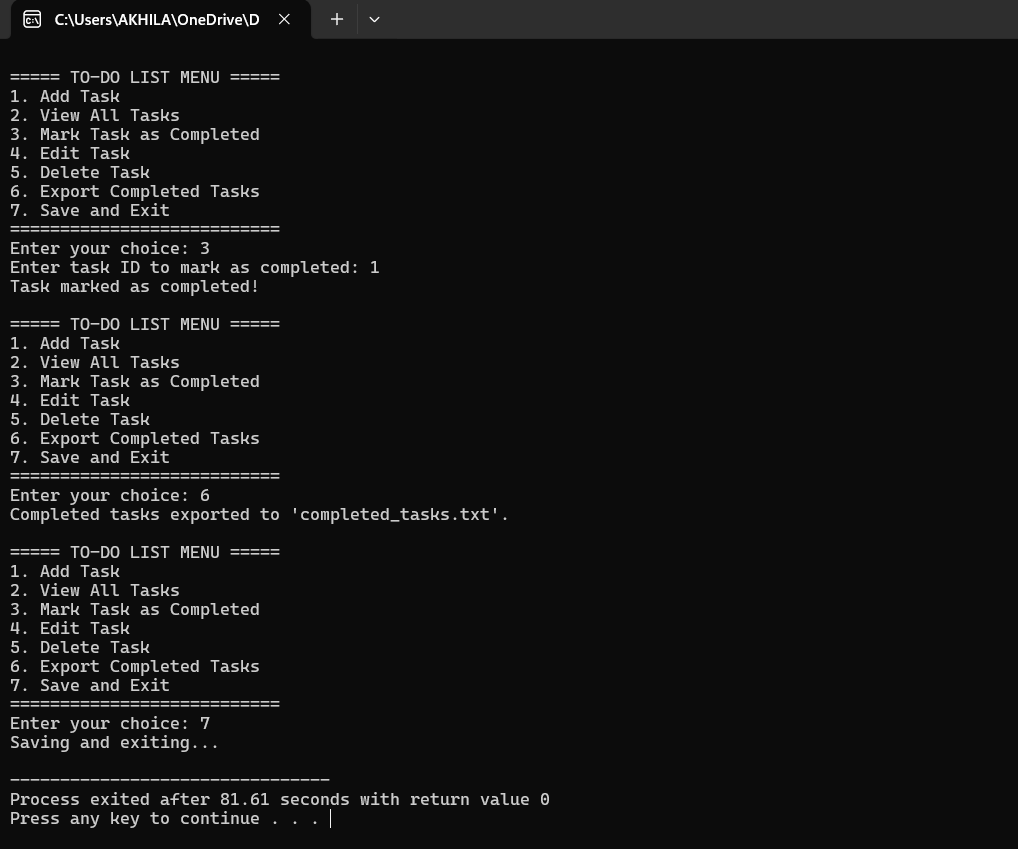 C:\Users\AKHILA\OneDrive\D
===== TO-DO LIST MENU =====
1. Add Task
2. View All Tasks
3. Mark Task as Completed
4. Edit Task
5. Delete Task
6. Export Completed Tasks
7. Save and Exit
===========================
Enter your choice: 3
Enter task ID to mark as completed: 1
Task marked as completed!
===== TO-DO LIST MENU =====
1. Add Task
2. View All Tasks
3. Mark Task as Completed
4. Edit Task
5. Delete Task
6. Export Completed Tasks
7. Save and Exit
===========================
Enter your choice: 6
Completed tasks exported to 'completed_tasks.txt'.
===== TO-DO LIST MENU =====
1. Add Task
2. View All Tasks
3. Mark Task as Completed
4. Edit Task
5. Delete Task
6. Export Completed Tasks
7. Save and Exit
===========================
Enter your choice: 7
Saving and exiting...
--------------------------------
Process exited after 81.61 seconds with return value 0
Press any key to continue . . .